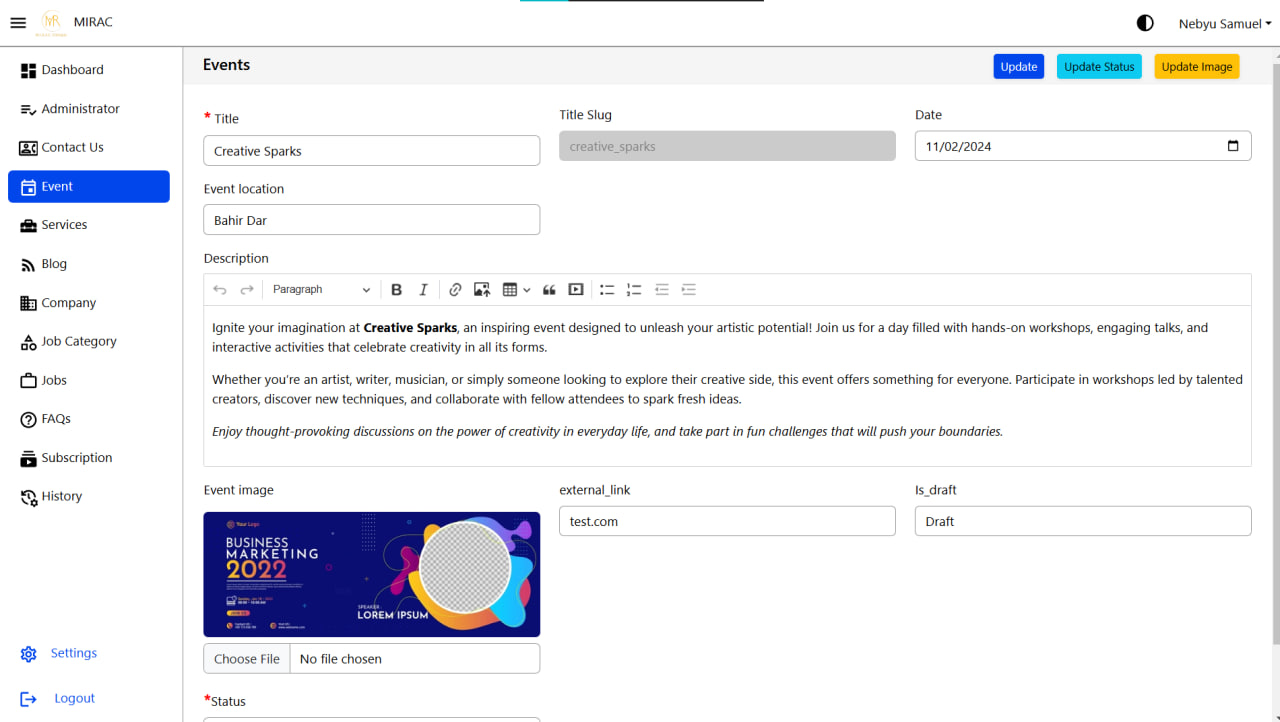 MIRAC
Nebyu Samuel
Dashboard
Administrator
Contact Us
Event
Services
Blog
Company
Job Category
Jobs
FAQs
Subscription
History
Settings
Logout
Events
Update
Update Status
Update Image
* Title
Creative Sparks
Title Slug
creative_sparks
Date
11/02/2024
Event location
Bahir Dar
Description
Paragraph
B I
Ignite your imagination at Creative Sparks, an inspiring event designed to unleash your artistic potential! Join us for a day filled with hands-on workshops, engaging talks, and
interactive activities that celebrate creativity in all its forms.
Whether you're an artist, writer, musician, or simply someone looking to explore their creative side, this event offers something for everyone. Participate in workshops led by talented
creators, discover new techniques, and collaborate with fellow attendees to spark fresh ideas.
Enjoy thought-provoking discussions on the power of creativity in everyday life, and take part in fun challenges that will push your boundaries.
Event image
Your Logo
BUSINESS
MARKETING
2022
SPEAKER:
LOREM IPSUM
Choose File
No file chosen
external_link
test.com
Is_draft
Draft
*Status